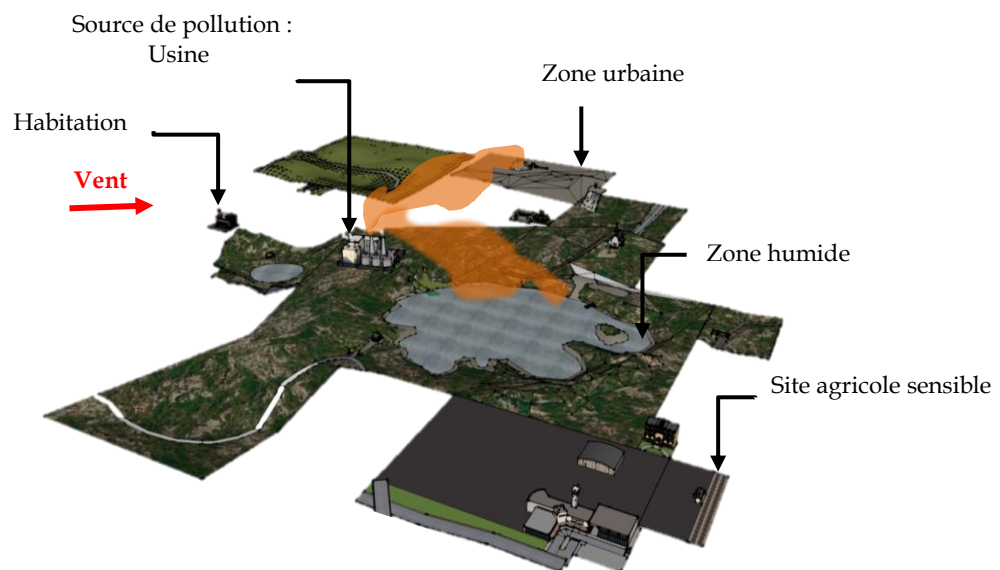 Source de pollution :
Usine
Zone urbaine
Habitation
Vent
Zone humide
Site agricole sensible